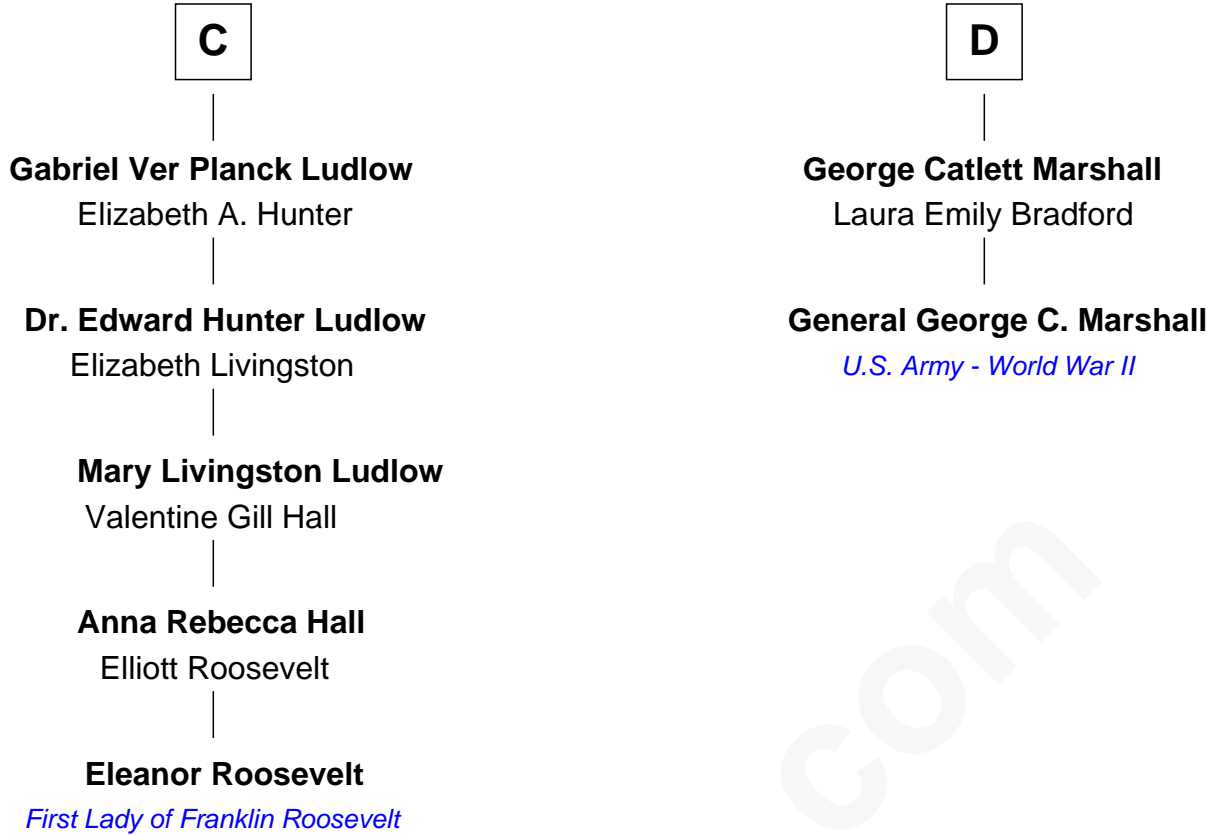 C
Gabriel Ver Planck Ludlow
Elizabeth A. Hunter
Dr. Edward Hunter Ludlow
Elizabeth Livingston
Mary Livingston Ludlow
Valentine Gill Hall
Anna Rebecca Hall
Elliott Roosevelt
Eleanor Roosevelt
First Lady of Franklin Roosevelt
D
George Catlett Marshall
Laura Emily Bradford
General George C. Marshall
U.S. Army - World War II
com